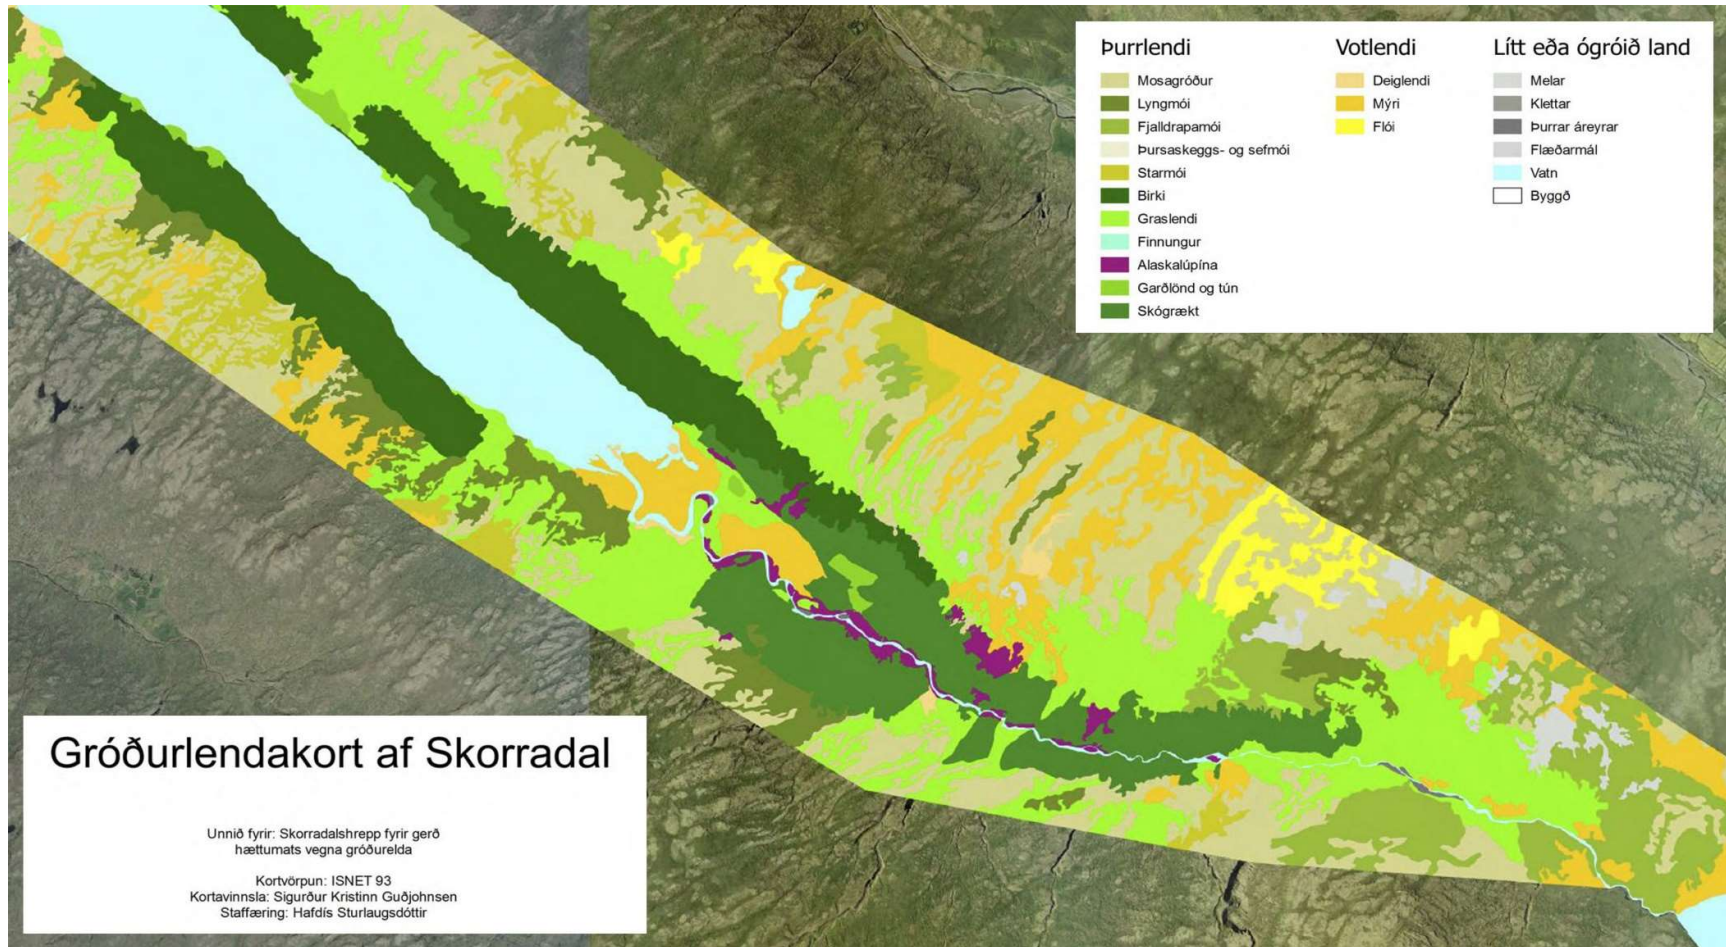 Þurrlendi
Mosagróður
Lyngmói
Fjalldrapamói
Þursaskeggs- og sefmói
Starmói
Birki
Graslendi
Finnungur
Alaskalúpína
Garðlönd og tún
Skógrækt
Votlendi
Deiglendi
Mýri
Flói
Lítt eða ógróið land
Melar
Klettar
Þurrar áreyrar
Flæðarmál
Vatn
Byggð
Gróðurlendakort af Skorradal
Unnið fyrir: Skorradalshrepp fyrir gerð
hættumats vegna gróðurelda
Kortvörpun: ISNET 93
Kortavinnsla: Sigurður Kristinn Guðjohnsen
Staffæring: Hafdís Sturlaugsdóttir